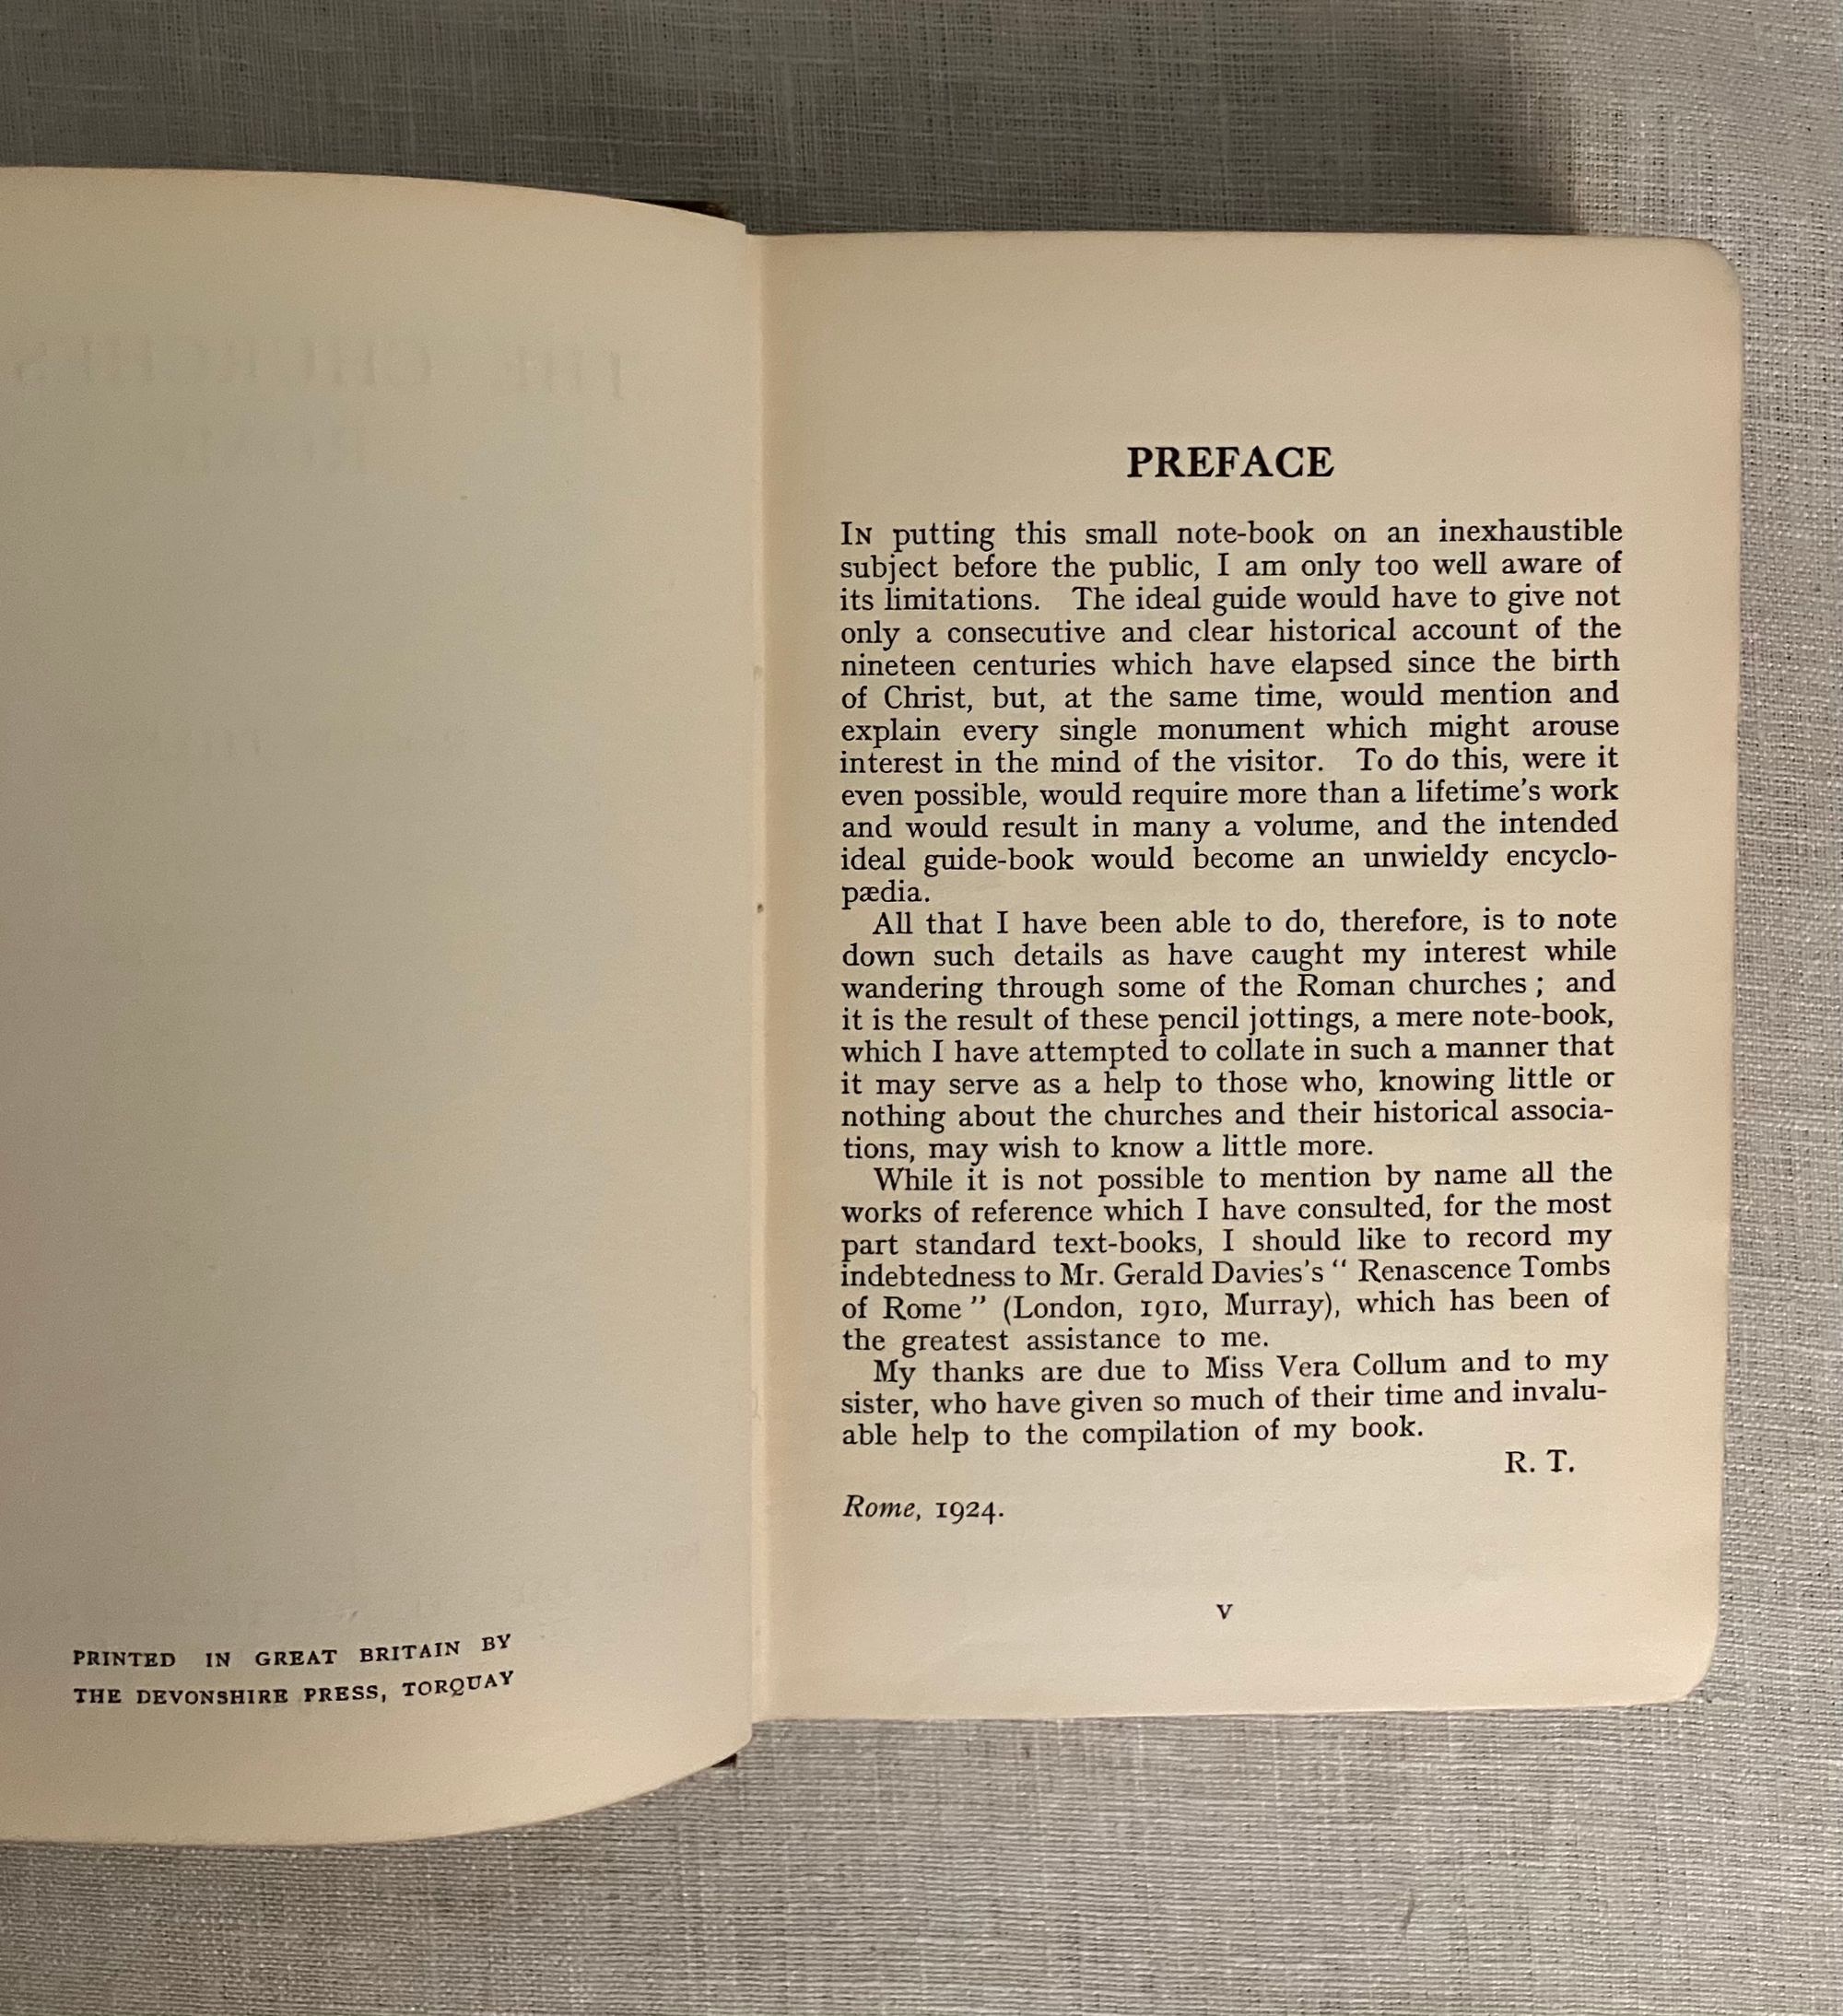 PRINTED IN GREAT BRITAIN BY
THE DEVONSHIRE PRESS, TORQUAY
PREFACE
IN putting this small note-book on an inexhaustible
subject before the public, I am only too well aware of
its limitations. The ideal guide would have to give not
only a consecutive and clear historical account of the
nineteen centuries which have elapsed since the birth
of Christ, but, at the same time, would mention and
explain every single monument which might arouse
interest in the mind of the visitor. To do this, were it
even possible, would require more than a lifetime's work
and would result in many a volume, and the intended
ideal guide-book would become an unwieldy encyclo-
pædia.
All that I have been able to do, therefore, is to note
down such details as have caught my interest while
wandering through some of the Roman churches ; and
it is the result of these pencil jottings, a mere note-book,
which I have attempted to collate in such a manner that
it may serve as a help to those who, knowing little or
nothing about the churches and their historical associa-
tions, may wish to know a little more.
While it is not possible to mention by name all the
works of reference which I have consulted, for the most
part standard text-books, I should like to record my
indebtedness to Mr. Gerald Davies's " Renascence Tombs
of Rome " (London, 1910, Murray), which has been of
the greatest assistance to me.
My thanks are due to Miss Vera Collum and to my
sister, who have given so much of their time and invalu-
able help to the compilation of my book.
R. T.
Rome, 1924.
v